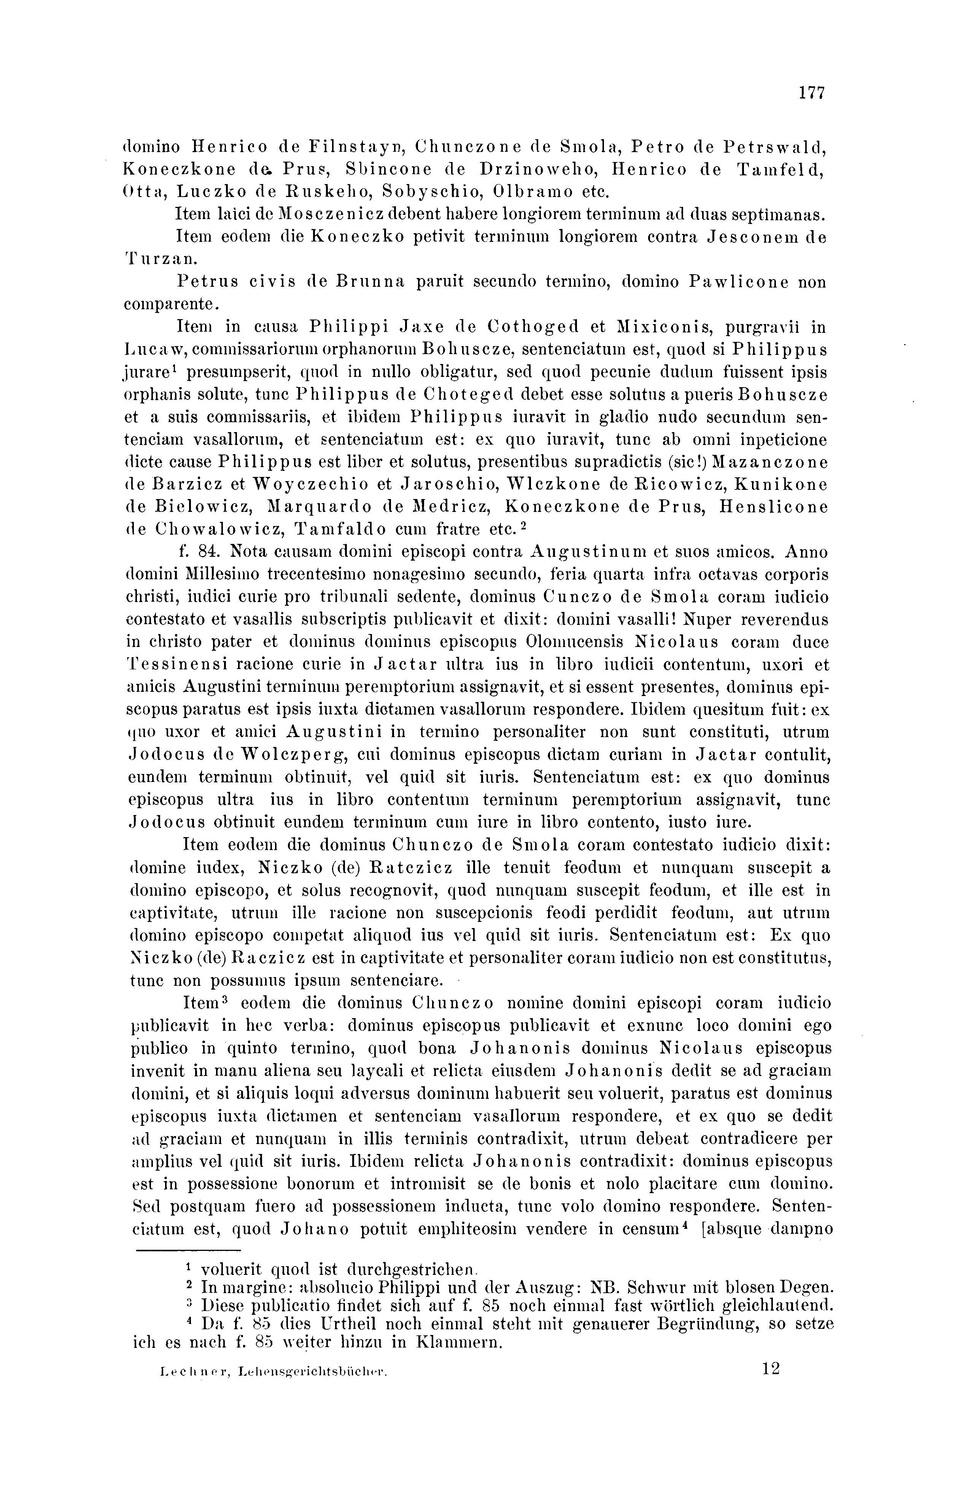 177
domino Henrico de Filnstayn, Chunczone de Smola, Petro de Petrswald,
Koneczkone de Prus, Sbincone de Drzinoweho, Henrico de Tamfeld,
Otta, Luczko de Ruskeho, Sobyschio, Olbramo etc.
Item laici de Mosczenicz debent habere longiorem terminum ad duas septimanas.
Item eodem die Koneczko petivit terminum longiorem contra Jesconem de
Turzan.
Petrus civis de Brunna paruit secundo termino, domino Pawlicone non
comparente.
Item in causa Philippi Jaxe de Cothoged et Mixiconis, purgravii in
Lucaw, commissariorum orphanorum Bohuscze, sentenciatum est, quod si Philippus
jurare¹ presumpserit, quod in nullo obligatur, sed quod pecunie dudum fuissent ipsis
orphanis solute, tunc Philippus de Choteged debet esse solutus a pueris Bohuscze
et a suis commissariis, et ibidem Philippus iuravit in gladio nudo secundum sen-
tenciam vasallorum, et sentenciatum est: ex quo iuravit, tunc ab omni inpeticione
dicte cause Philippus est liber et solutus, presentibus supradictis (sic!) Mazanczone
de Barzicz et Woyczechio et Jaroschio, Wlczkone de Ricowicz, Kunikone
de Bielowicz, Marquardo de Medricz, Koneczkone de Prus, Henslicone
de Chowalowicz, Tamfaldo cum fratre etc.²
f. 84. Nota causam domini episcopi contra Augustinum et suos amicos. Anno
domini Millesimo trecentesimo nonagesimo secundo, feria quarta infra octavas corporis
christi, iudici curie pro tribunali sedente, dominus Cunczo de Smola coram iudicio
contestato et vasallis subscriptis publicavit et dixit: domini vasalli! Nuper reverendus
in christo pater et dominus dominus episcopus Olomucensis Nicolaus coram duce
Tessinensi racione curie in Jactar ultra ius in libro iudicii contentum, uxori et
amicis Augustini terminum peremptorium assignavit, et si essent presentes, dominus epi-
scopus paratus est ipsis iuxta dictamen vasallorum respondere. Ibidem quesitum fuit: ex
quo uxor et amici Augustini in termino personaliter non sunt constituti, utrum
Jodocus de Wolczperg, cui dominus episcopus dictam curiam in Jactar contulit,
eundem terminum obtinuit, vel quid sit iuris. Sentenciatum est: ex quo dominus
episcopus ultra ius in libro contentum terminum peremptorium assignavit, tunc
Jodocus obtinuit eundem terminum cum iure in libro contento, iusto iure.
Item eodem die dominus Chunczo de Smola coram contestato iudicio dixit:
domine iudex, Niczko (de) Ratczicz ille tenuit feodum et nunquam suscepit a
domino episcopo, et solus recognovit, quod nunquam suscepit feodum, et ille est in
captivitate, utrum ille racione non suscepcionis feodi perdidit feodum, aut utrum
domino episcopo competat aliquod ius vel quid sit iuris. Sentenciatum est: Ex quo
Niczko (de) Raczicz est in captivitate et personaliter coram iudicio non est constitutus,
tunc non possumus ipsum sentenciare.
Item³ eodem die dominus Chunczo nomine domini episcopi coram iudicio
publicavit in hec verba: dominus episcopus publicavit et exnunc loco domini ego
publico in quinto termino, quod bona Johanonis dominus Nicolaus episcopus
invenit in manu aliena seu laycali et relicta eiusdem Johanonis dedit se ad graciam
domini, et si aliquis loqui adversus dominum habuerit seu voluerit, paratus est dominus
episcopus iuxta dictamen et sentenciam vasallorum respondere, et ex quo se dedit
ad graciam et nunquam in illis terminis contradixit, utrum debeat contradicere per
amplius vel quid sit iuris. Ibidem relicta Johanonis contradixit: dominus episcopus
est in possessione bonorum et intromisit se de bonis et nolo placitare cum domino.
Sed postquam fuero ad possessionem inducta, tunc volo domino respondere. Senten-
ciatum est, quod Johano potuit emphiteosim vendere in censum⁴ [absque dampno
¹ voluerit quod ist durchgestrichen.
² In margine: absolucio Philippi und der Auszug: NB. Schwur mit blosen Degen.
³ Diese publicatio findet sich auf f. 85 noch einmal fast wörtlich gleichlautend.
⁴ Da f. 85 dies Urtheil noch einmal steht mit genauerer Begründung, so setze
ich es nach f. 85 weiter hinzu in Klammern.
Lechner, Lehensgerichtsbücher. 12